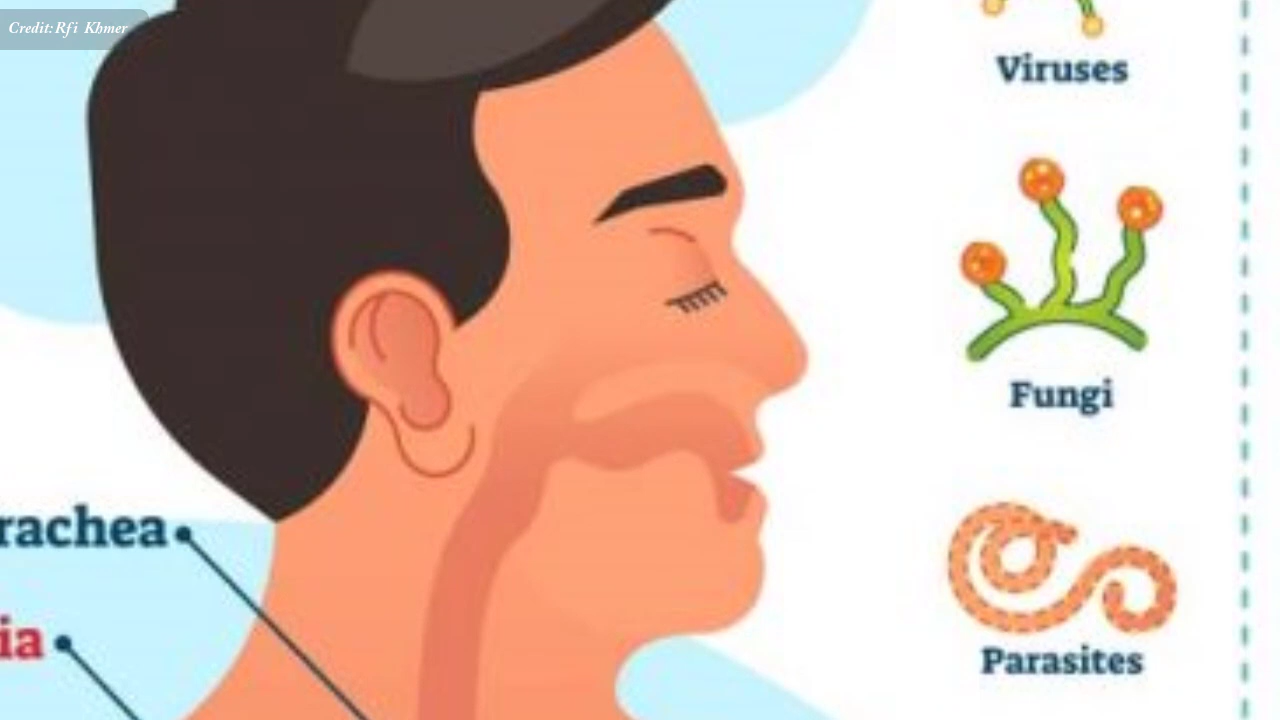 Credit:Rfi Khmer
Viruses
Fungi
rachea
ia
Parasites